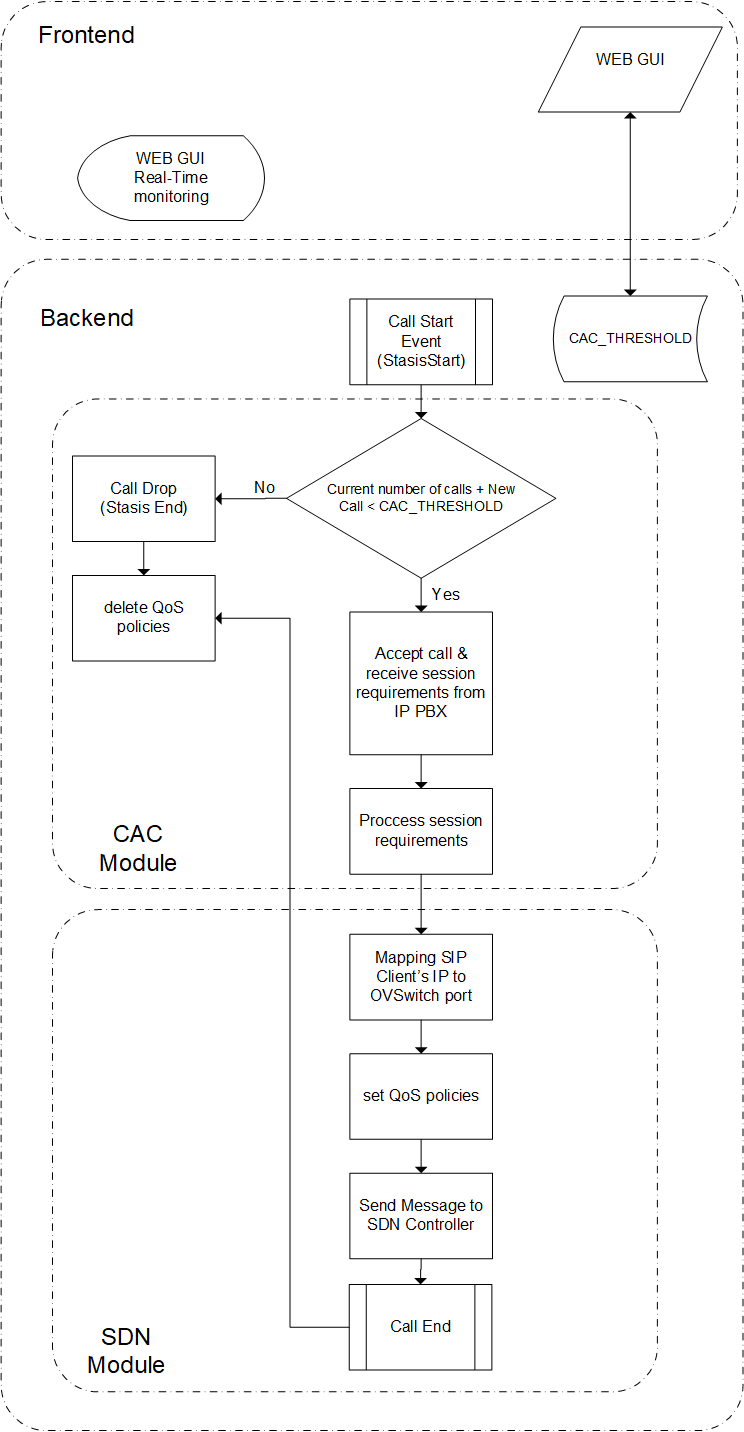 Frontend
WEB GUI
WEB GUI
Real-Time
monitoring
Backend
Call Start
Event
(StasisStart)
CAC_THRESHOLD
Current number of calls + New
Call < CAC_THRESHOLD
No
Call Drop
(Stasis End)
Yes
delete QoS
policies
Accept call &
receive session
requirements from
IP PBX
Proccess session
requirements
CAC
Module
Mapping SIP
Client’s IP to
OVSwitch port
set QoS policies
Send Message to
SDN Controller
Call End
SDN
Module